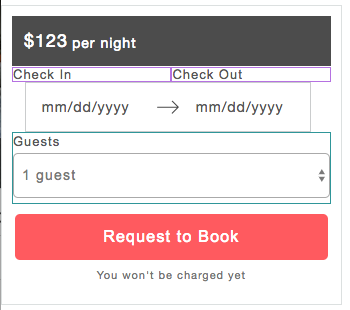 $123 per night
Check In Check Out
mm/dd/yyyy mm/dd/yyyy
Guests
1 guest
Request to Book
You won't be charged yet